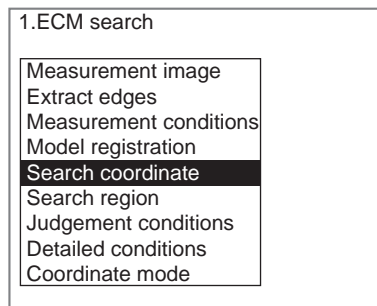 1.ECM search
Measurement image
Extract edges
Measurement conditions
Model registration
Search coordinate
Search region
Judgement conditions
Detailed conditions
Coordinate mode